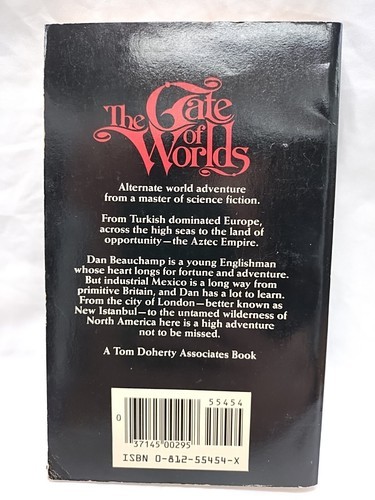 The Gate
of
Worlds
Alternate world adventure
from a master of science fiction.
From Turkish dominated Europe,
across the high seas to the land of
opportunity—the Aztec Empire.
Dan Beauchamp is a young Englishman
whose heart longs for fortune and adventure.
But industrial Mexico is a long way from
primitive Britain, and Dan has a lot to learn.
From the city of London—better known as
New Istanbul—to the untamed wilderness of
North America here is a high adventure
not to be missed.
A Tom Doherty Associates Book
55454
0
37145 00295
ISBN 0-812-55454-X